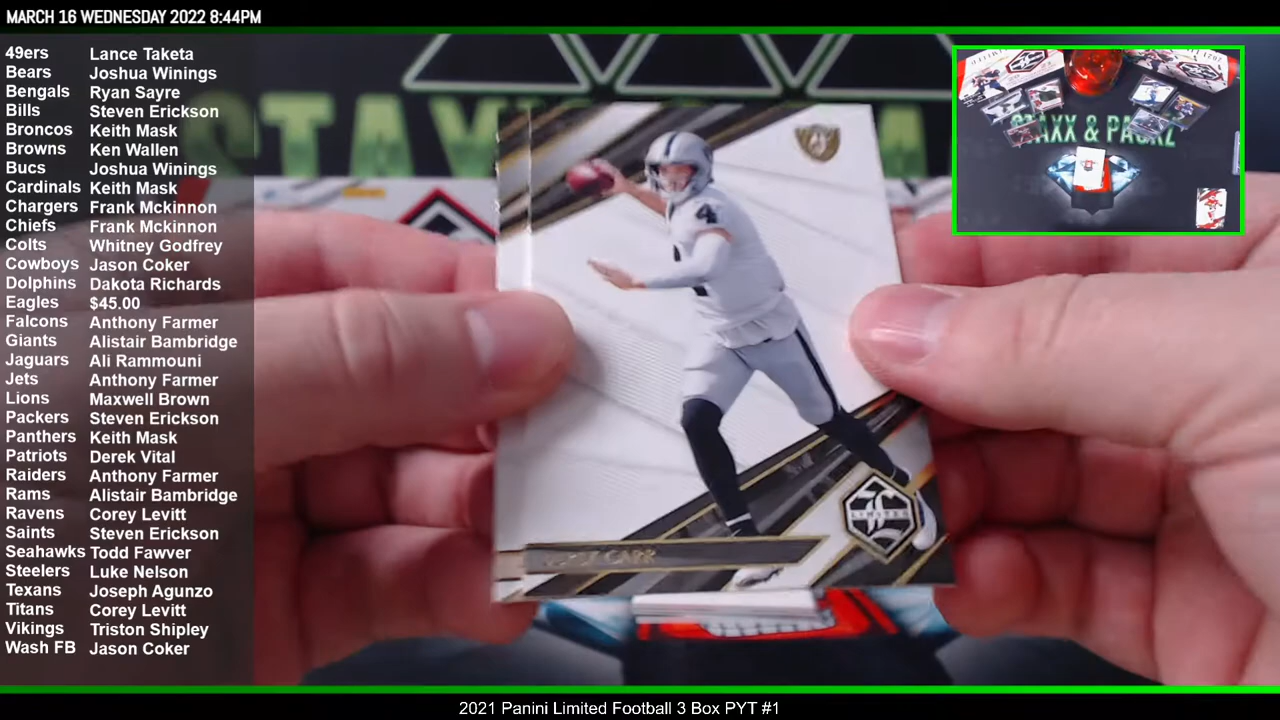 MARCH 16 WEDNESDAY 2022 8:44PM
49ers Lance Taketa
Bears Joshua Winings
Bengals Ryan Sayre
Bills Steven Erickson
Broncos Keith Mask
Browns Ken Wallen
Bucs Joshua Winings
Cardinals Keith Mask
Chargers Frank Mckinnon
Chiefs Frank Mckinnon
Colts Whitney Godfrey
Cowboys Jason Coker
Dolphins Dakota Richards
Eagles $45.00
Falcons Anthony Farmer
Giants Alistair Bambridge
Jaguars Ali Rammouni
Jets Anthony Farmer
Lions Maxwell Brown
Packers Steven Erickson
Panthers Keith Mask
Patriots Derek Vital
Raiders Anthony Farmer
Rams Alistair Bambridge
Ravens Corey Levitt
Saints Steven Erickson
Seahawks Todd Fawver
Steelers Luke Nelson
Texans Joseph Agunzo
Titans Corey Levitt
Vikings Triston Shipley
Wash FB Jason Coker
4
LIMITED
CARR
STAXX & PACKZ
2021 Panini Limited Football 3 Box PYT #1